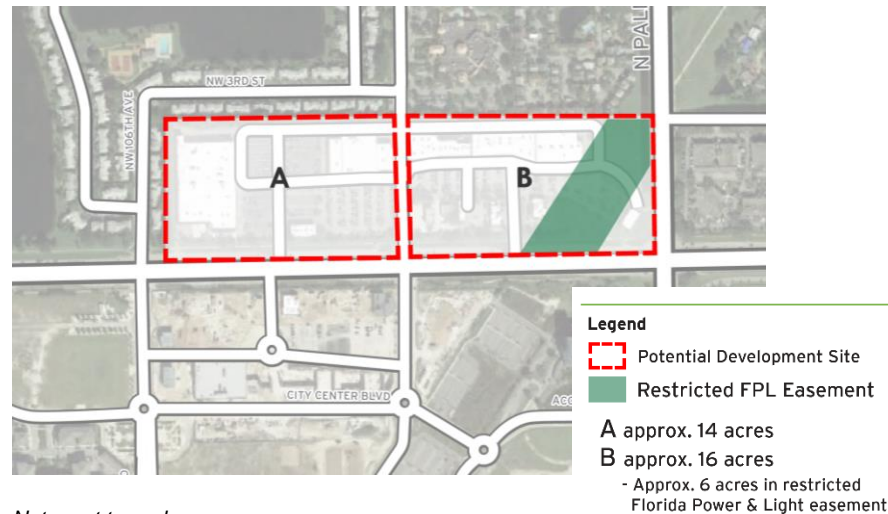 N PAL
NW 3RD ST
NW 106TH AVE
A
B
CITY CENTER BLVD
Legend
Potential Development Site
Restricted FPL Easement
A approx. 14 acres
B approx. 16 acres
- Approx. 6 acres in restricted
Florida Power & Light easement